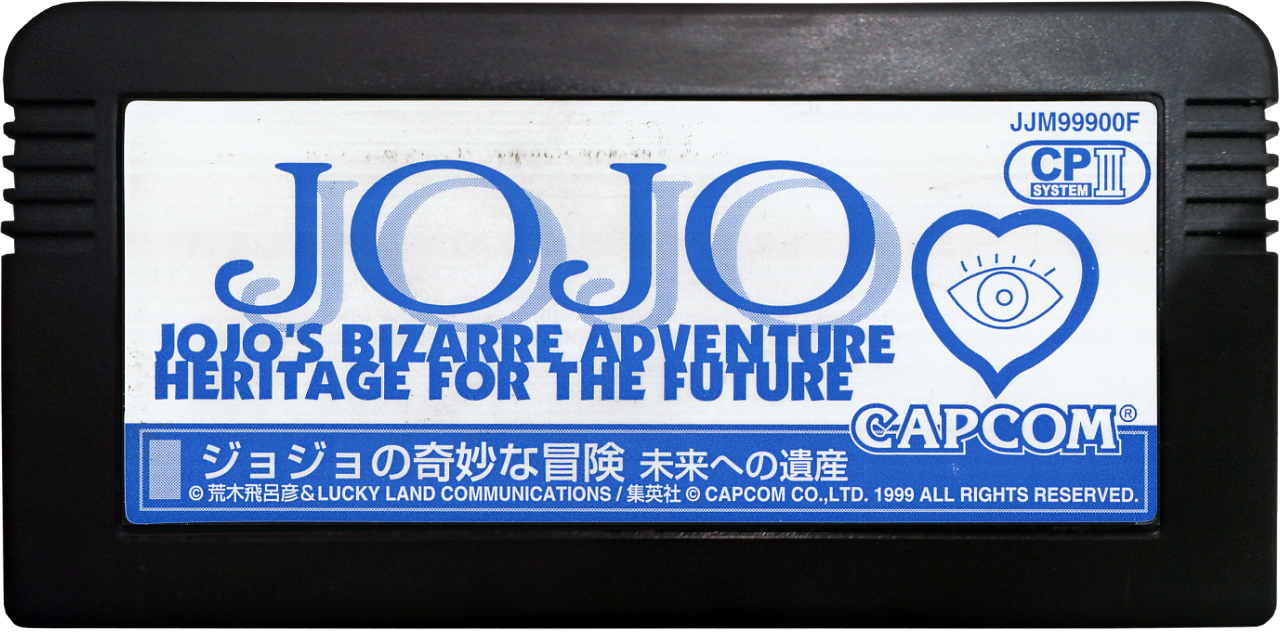 JJM99900F
CP SYSTEM III
JOJO
JOJO'S BIZARRE ADVENTURE
HERITAGE FOR THE FUTURE
CAPCOM®
ジョジョの奇妙な冒険 未来への遺産
© 荒木飛呂彦&LUCKY LAND COMMUNICATIONS / 集英社 © CAPCOM CO.,LTD. 1999 ALL RIGHTS RESERVED.